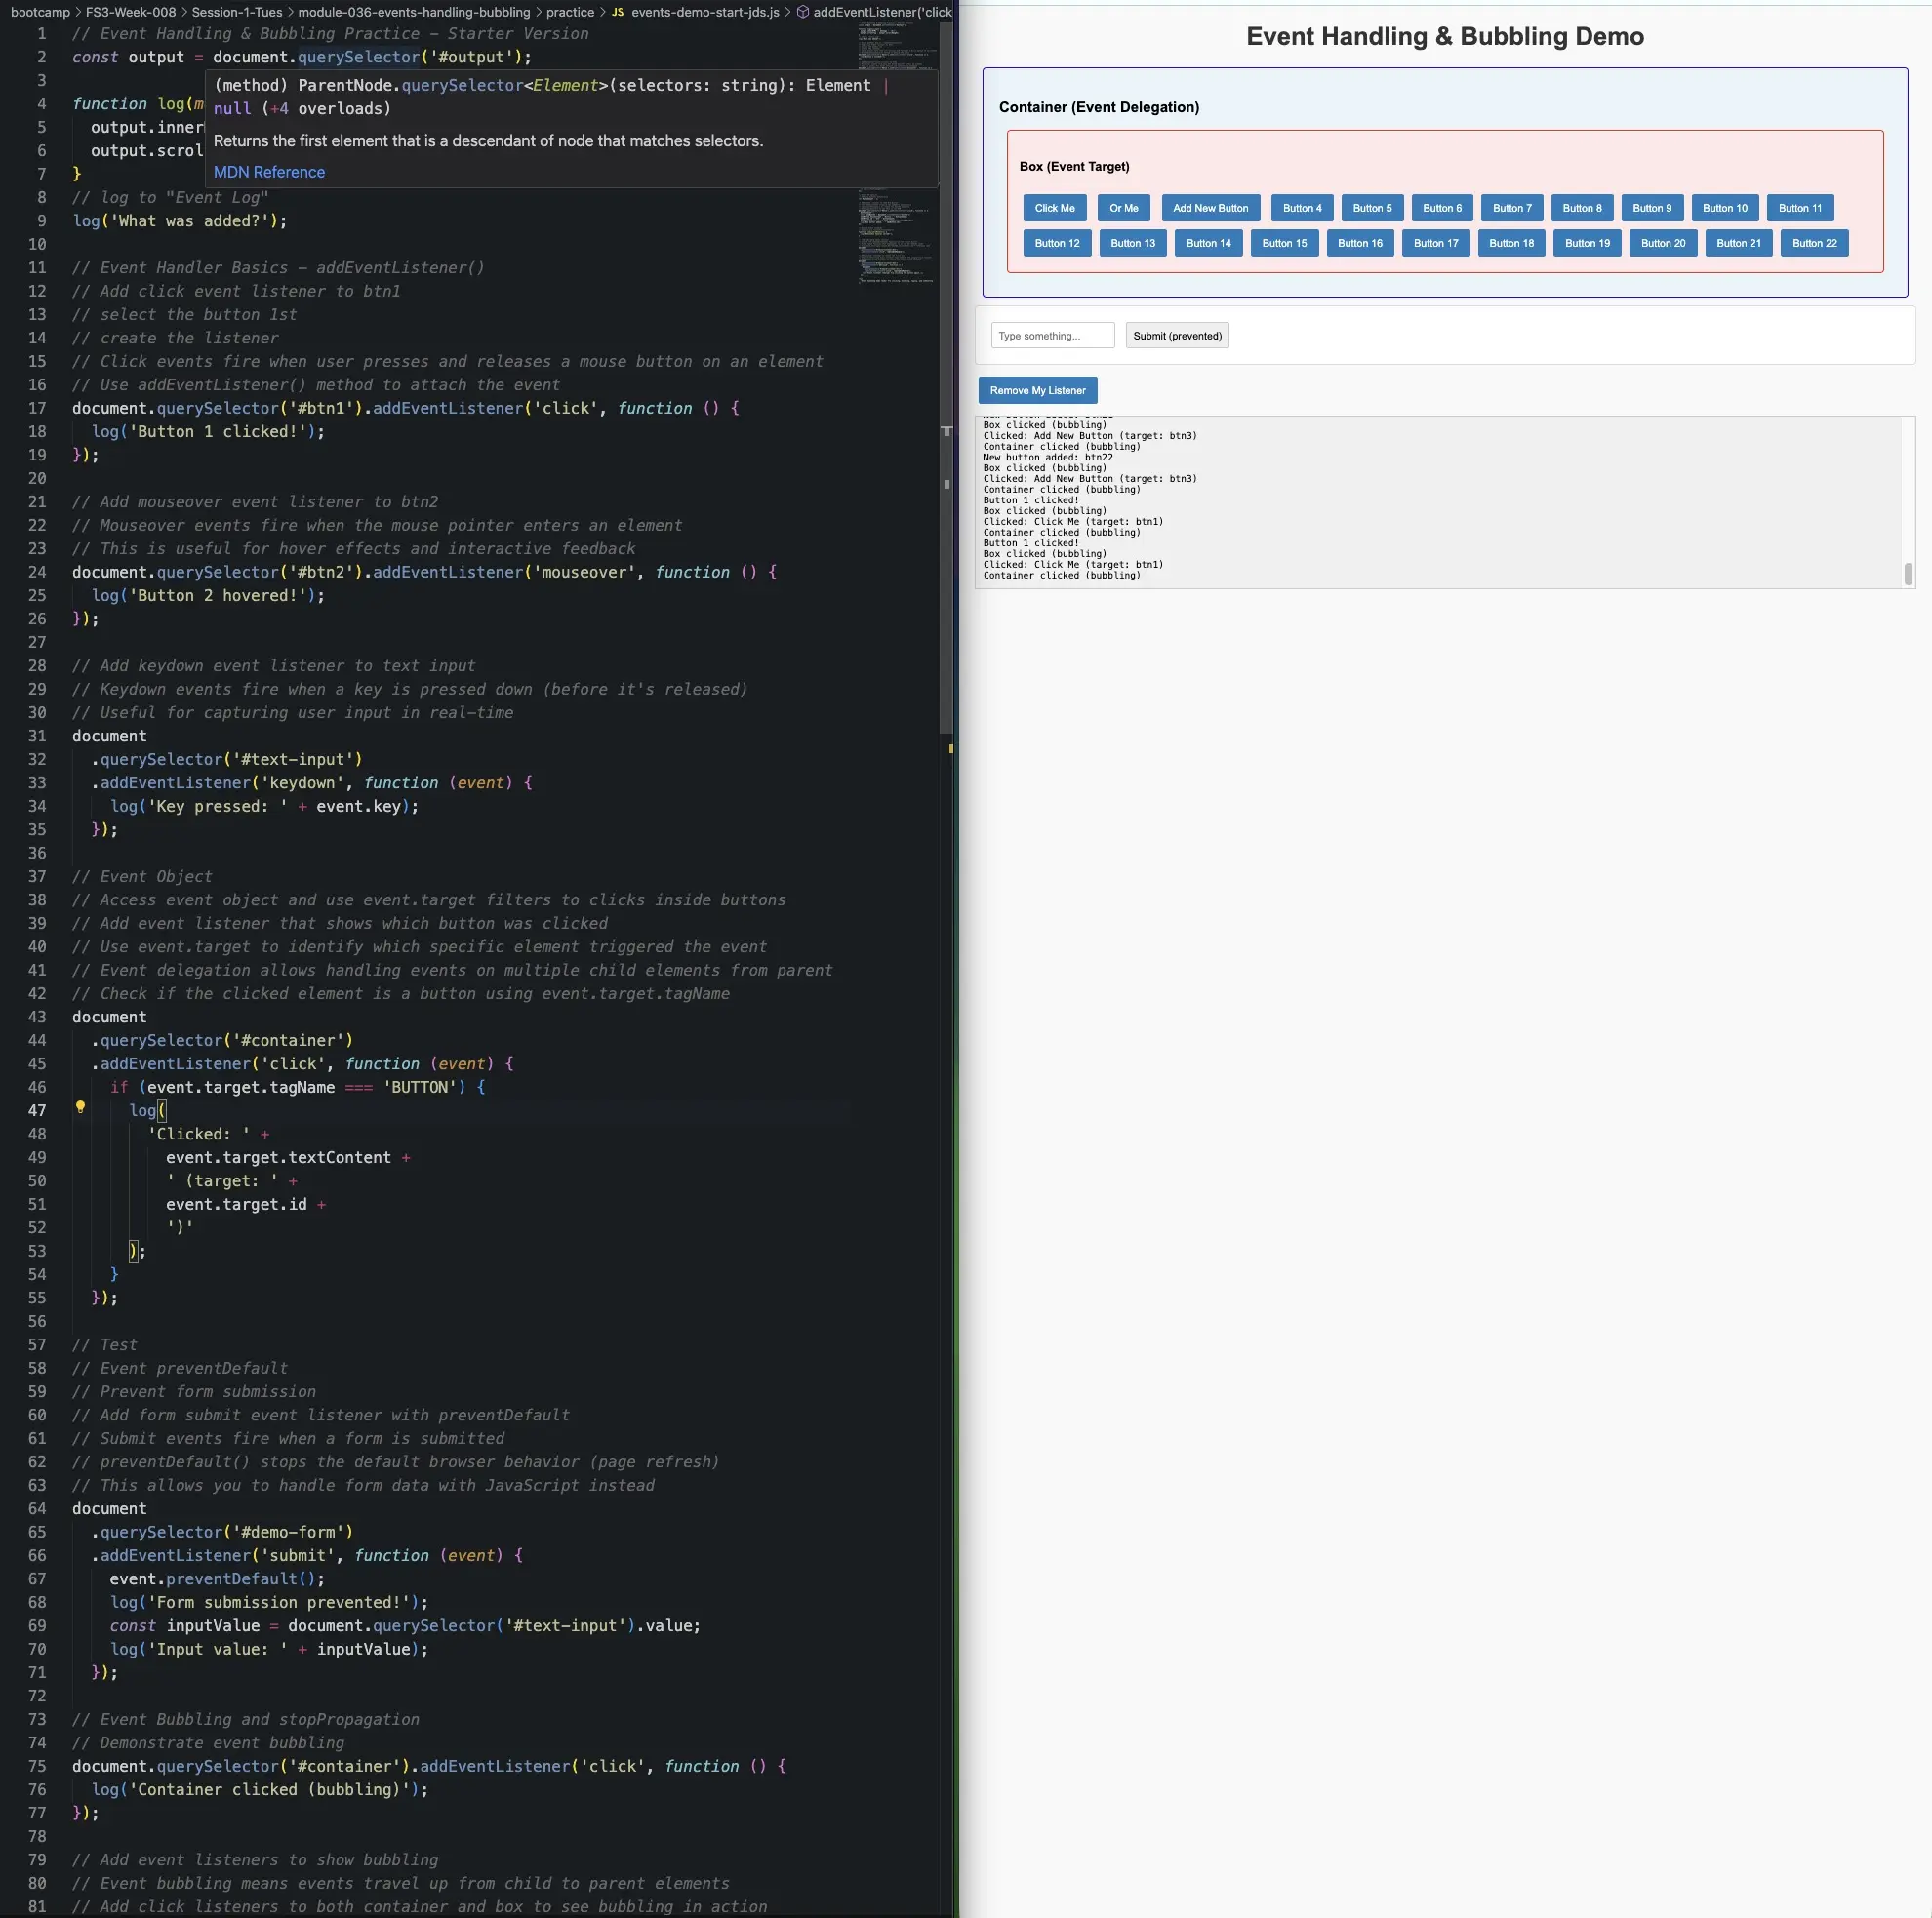 bootcamp > FS3-Week-008 > Session-1-Tues > module-036-events-handling-bubbling > practice > JS events-demo-start-jds.js > addEventListener('click
1 // Event Handling & Bubbling Practice – Starter Version
2 const output = document.querySelector('#output');
3
(method) ParentNode.querySelector<Element>(selectors: string): Element |
null (+4 overloads)
Returns the first element that is a descendant of node that matches selectors.
MDN Reference
4 function log(m
5 output.inner
6 output.scrol
7 }
8 // log to "Event Log"
9 log('What was added?');
10
11 // Event Handler Basics – addEventListener()
12 // Add click event listener to btn1
13 // select the button 1st
14 // create the listener
15 // Click events fire when user presses and releases a mouse button on an element
16 // Use addEventListener() method to attach the event
17 document.querySelector('#btn1').addEventListener('click', function () {
18 log('Button 1 clicked!');
19 });
20
21 // Add mouseover event listener to btn2
22 // Mouseover events fire when the mouse pointer enters an element
23 // This is useful for hover effects and interactive feedback
24 document.querySelector('#btn2').addEventListener('mouseover', function () {
25 log('Button 2 hovered!');
26 });
27
28 // Add keydown event listener to text input
29 // Keydown events fire when a key is pressed down (before it's released)
30 // Useful for capturing user input in real-time
31 document
32 .querySelector('#text-input')
33 .addEventListener('keydown', function (event) {
34 log('Key pressed: ' + event.key);
35 });
36
37 // Event Object
38 // Access event object and use event.target filters to clicks inside buttons
39 // Add event listener that shows which button was clicked
40 // Use event.target to identify which specific element triggered the event
41 // Event delegation allows handling events on multiple child elements from parent
42 // Check if the clicked element is a button using event.target.tagName
43 document
44 .querySelector('#container')
45 .addEventListener('click', function (event) {
46 if (event.target.tagName === 'BUTTON') {
47 log(
48 'Clicked: ' +
49 event.target.textContent +
50 ' (target: ' +
51 event.target.id +
52 ')'
53 );
54 }
55 });
56
57 // Test
58 // Event preventDefault
59 // Prevent form submission
60 // Add form submit event listener with preventDefault
61 // Submit events fire when a form is submitted
62 // preventDefault() stops the default browser behavior (page refresh)
63 // This allows you to handle form data with JavaScript instead
64 document
65 .querySelector('#demo-form')
66 .addEventListener('submit', function (event) {
67 event.preventDefault();
68 log('Form submission prevented!');
69 const inputValue = document.querySelector('#text-input').value;
70 log('Input value: ' + inputValue);
71 });
72
73 // Event Bubbling and stopPropagation
74 // Demonstrate event bubbling
75 document.querySelector('#container').addEventListener('click', function () {
76 log('Container clicked (bubbling)');
77 });
78
79 // Add event listeners to show bubbling
80 // Event bubbling means events travel up from child to parent elements
81 // Add click listeners to both container and box to see bubbling in action
Event Handling & Bubbling Demo
Container (Event Delegation)
Box (Event Target)
Click Me Or Me Add New Button Button 4 Button 5 Button 6 Button 7 Button 8 Button 9 Button 10 Button 11
Button 12 Button 13 Button 14 Button 15 Button 16 Button 17 Button 18 Button 19 Button 20 Button 21 Button 22
Type something... Submit (prevented)
Remove My Listener
Box clicked (bubbling)
Clicked: Add New Button (target: btn3)
Container clicked (bubbling)
New button added: btn22
Box clicked (bubbling)
Clicked: Add New Button (target: btn3)
Container clicked (bubbling)
Button 1 clicked!
Box clicked (bubbling)
Clicked: Click Me (target: btn1)
Container clicked (bubbling)
Button 1 clicked!
Box clicked (bubbling)
Clicked: Click Me (target: btn1)
Container clicked (bubbling)